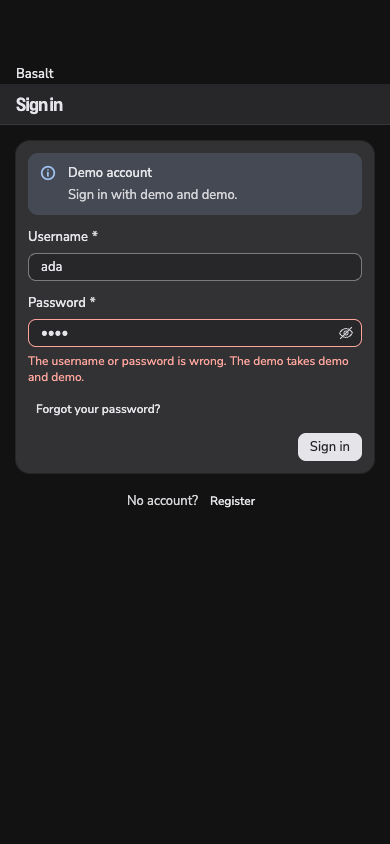 Basalt
Sign in
Demo account
Sign in with demo and demo.
Username *
ada
Password *
••••
The username or password is wrong. The demo takes demo
and demo.
Forgot your password?
Sign in
No account? Register